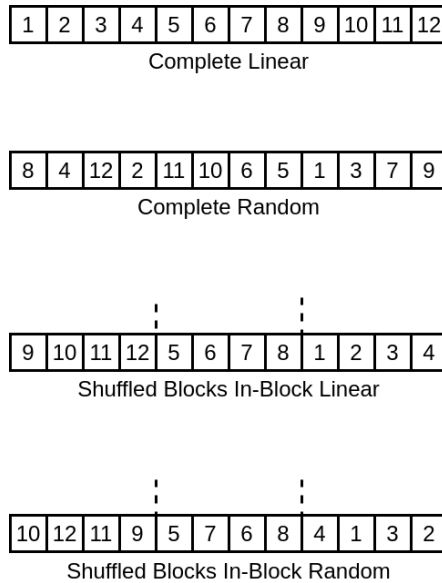 1 2 3 4 5 6 7 8 9 10 11 12
Complete Linear
8 4 12 2 11 10 6 5 1 3 7 9
Complete Random
9 10 11 12 5 6 7 8 1 2 3 4
Shuffled Blocks In-Block Linear
10 12 11 9 5 7 6 8 4 1 3 2
Shuffled Blocks In-Block Random